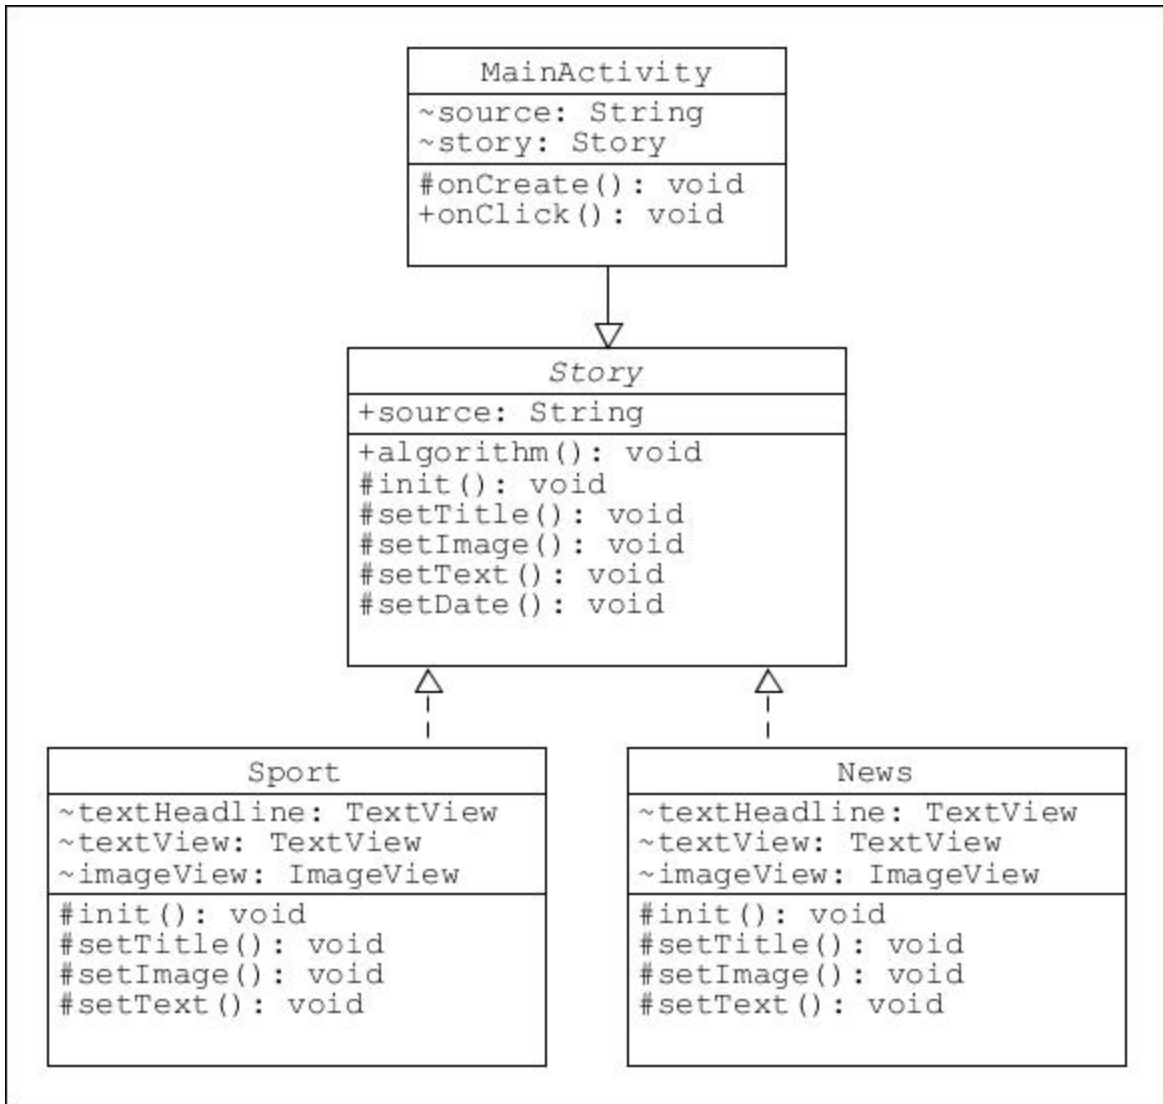 MainActivity
~source: String
~story: Story
#onCreate(): void
+onClick(): void
Story
+source: String
+algorithm(): void
#init(): void
#setTitle(): void
#setImage(): void
#setText(): void
#setDate(): void
Sport
~textHeadline: TextView
~textView: TextView
~imageView: ImageView
#init(): void
#setTitle(): void
#setImage(): void
#setText(): void
News
~textHeadline: TextView
~textView: TextView
~imageView: ImageView
#init(): void
#setTitle(): void
#setImage(): void
#setText(): void